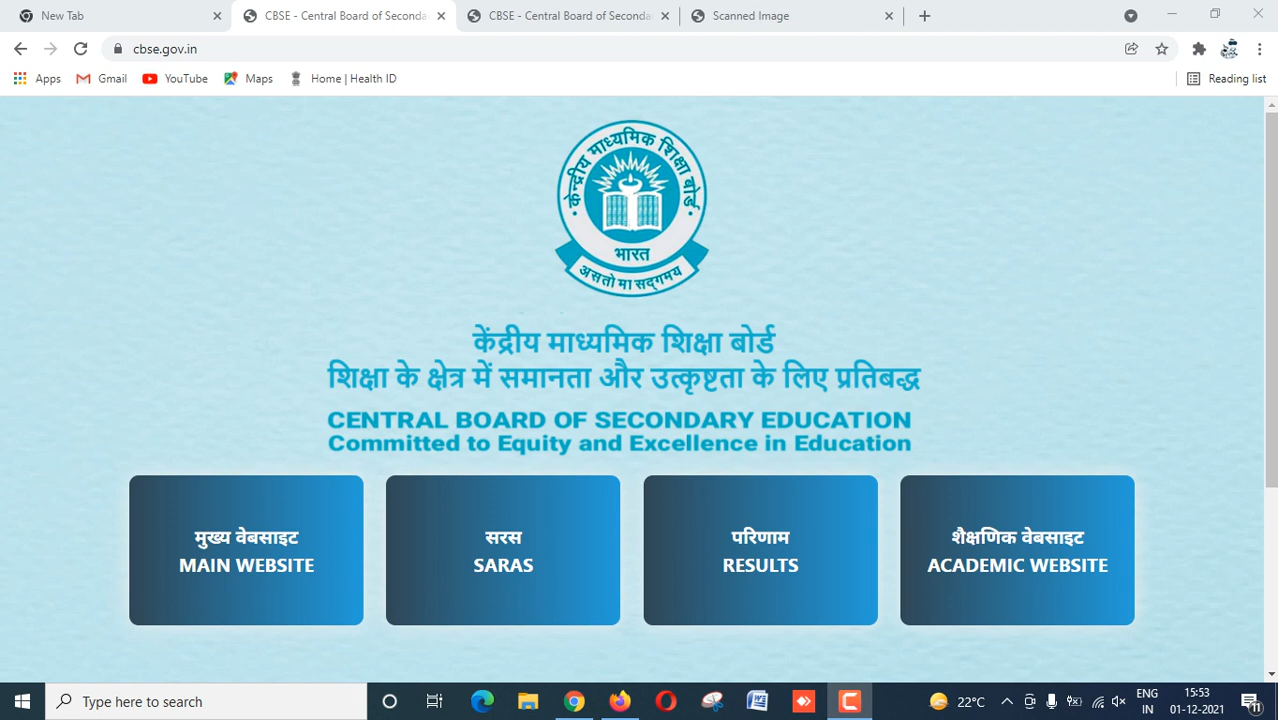 New Tab
CBSE - Central Board of Seconda
CBSE - Central Board of Seconda
Scanned Image
cbse.gov.in
Apps
Gmail
YouTube
Maps
Home | Health ID
Reading list
केन्द्रीय माध्यमिक शिक्षा बोर्ड
भारत
असतो मा सद्गमय
केंद्रीय माध्यमिक शिक्षा बोर्ड
शिक्षा के क्षेत्र में समानता और उत्कृष्टता के लिए प्रतिबद्ध
CENTRAL BOARD OF SECONDARY EDUCATION
Committed to Equity and Excellence in Education
मुख्य वेबसाइट
MAIN WEBSITE
सरस
SARAS
परिणाम
RESULTS
शैक्षणिक वेबसाइट
ACADEMIC WEBSITE
Type here to search
22°C
ENG
IN
15:53
01-12-2021
11